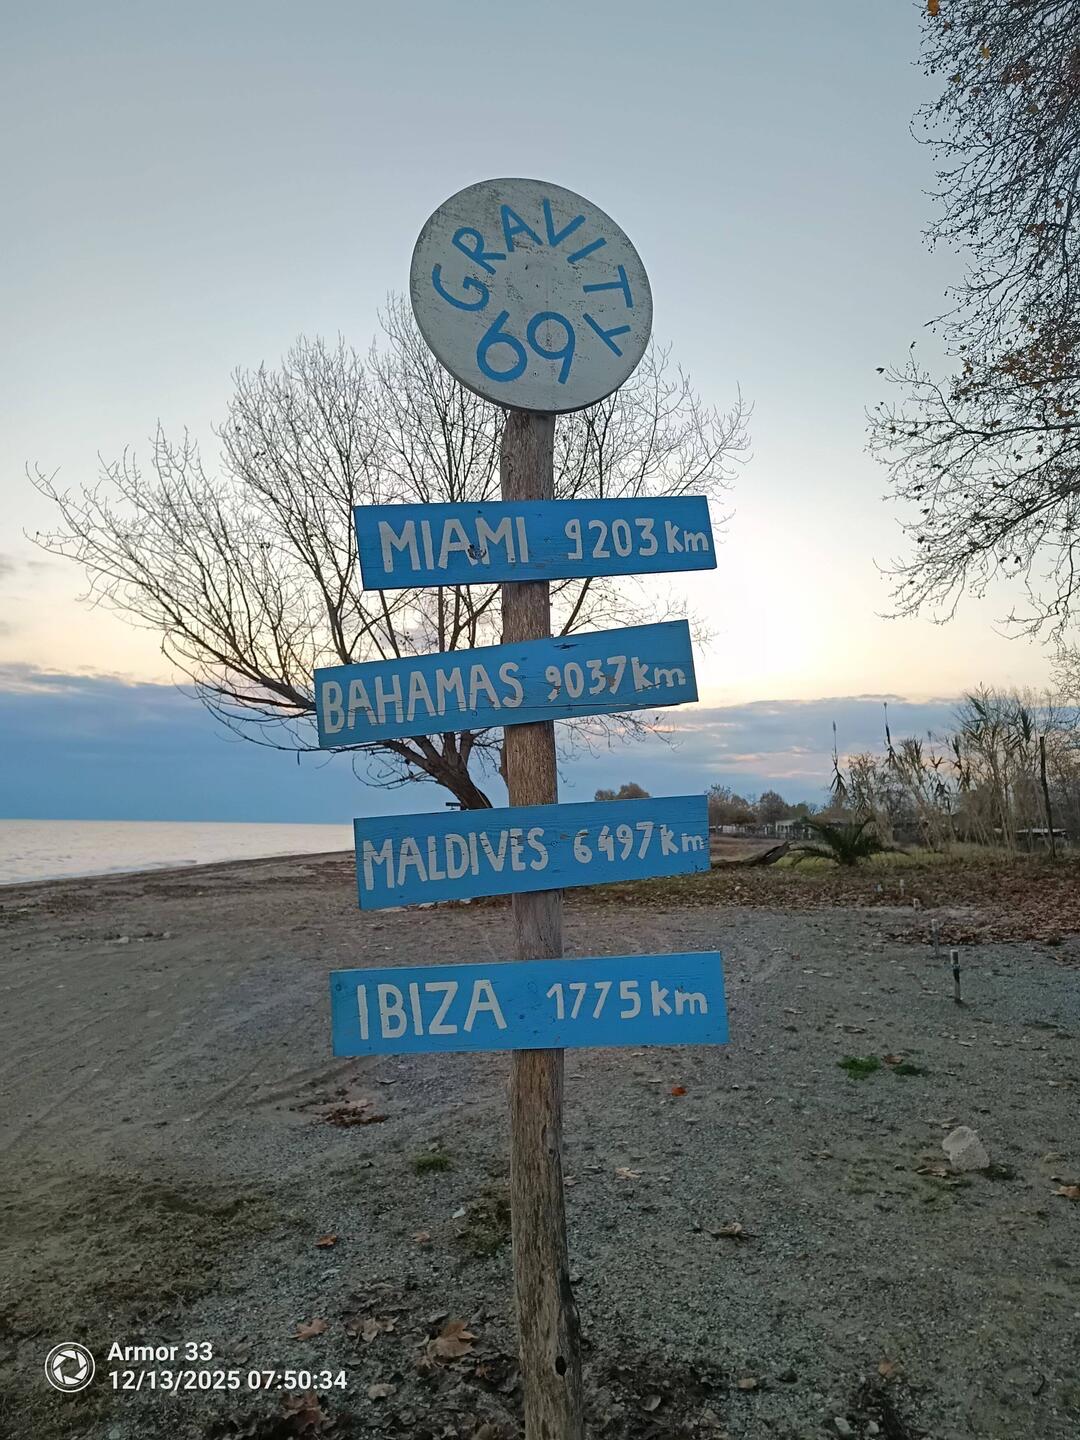 GRAVITY
69
MIAMI 9203 km
BAHAMAS 9037 km
MALDIVES 6497 km
IBIZA 1775 km
Armor 33
12/13/2025 07:50:34